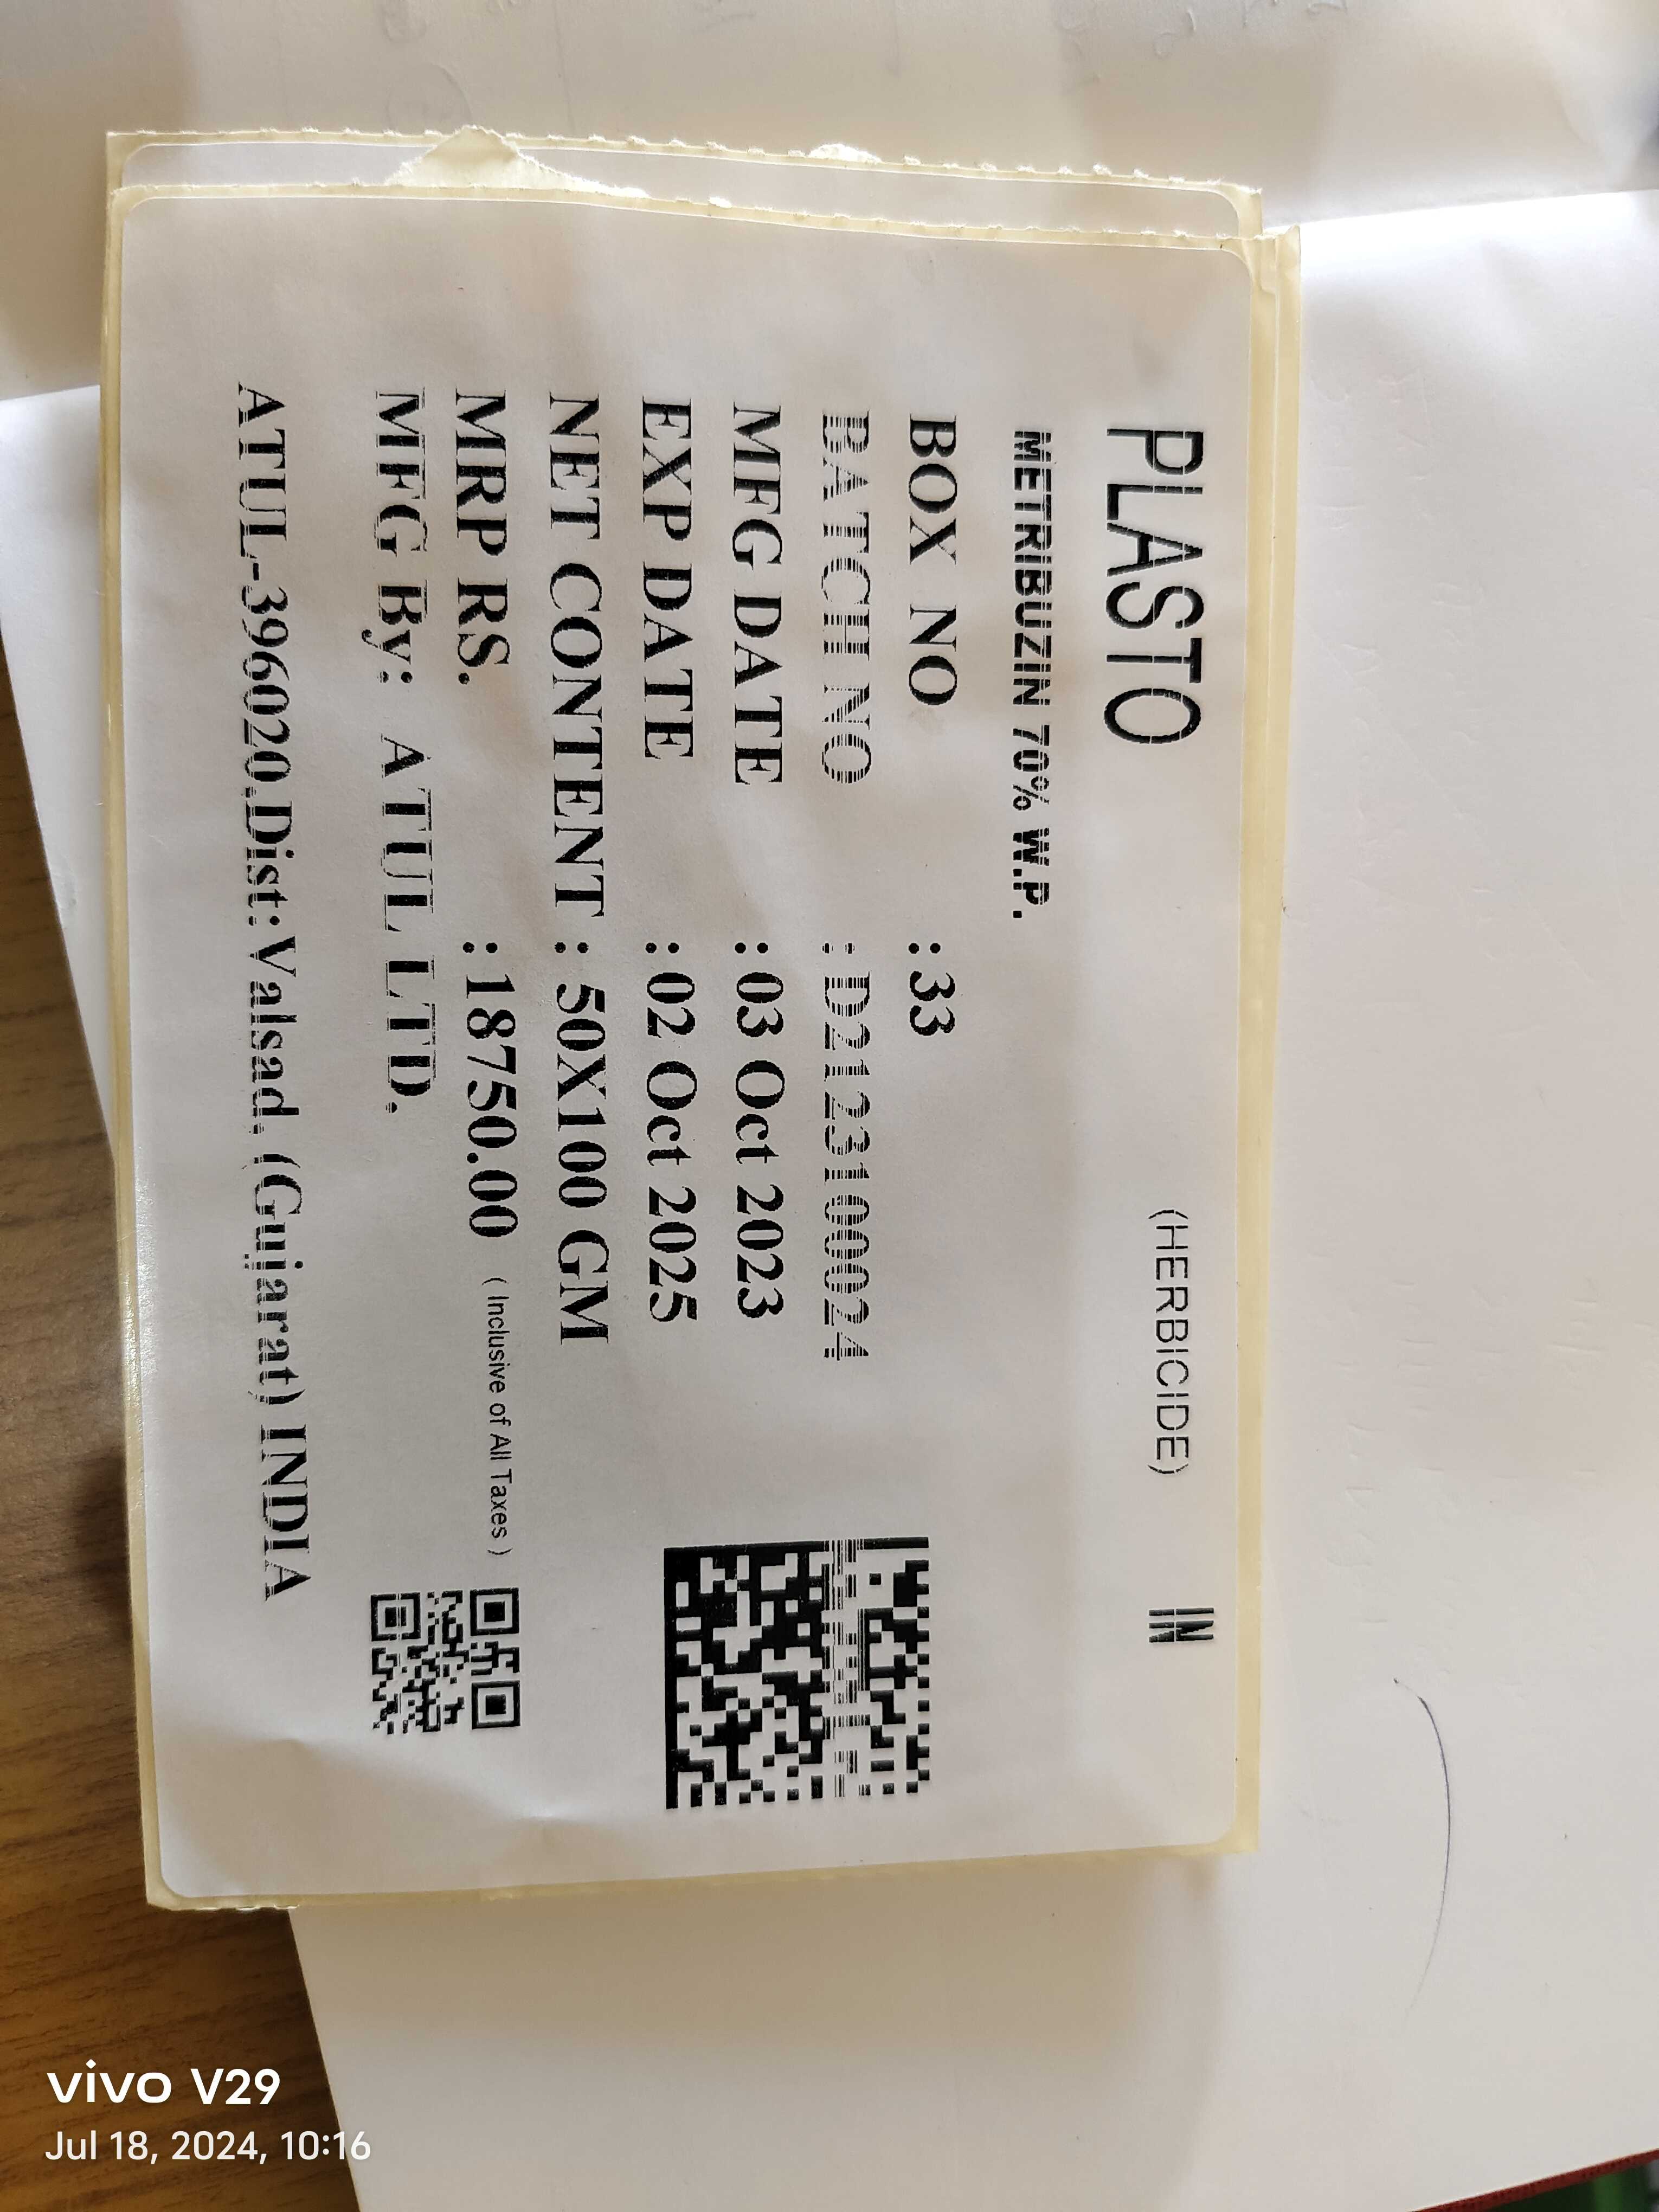 PLASTO (HERBICIDE) IN
METRIBUZIN 70% W.P.
BOX NO :33
BATCH NO :D2123100024
MFG DATE :03 Oct 2023
EXP DATE :02 Oct 2025
NET CONTENT : 50X100 GM
MRP RS. :18750.00 ( Inclusive of All Taxes )
MFG By: ATUL LTD.
ATUL-396020,Dist:Valsad, (Gujarat) INDIA
vivo V29
Jul 18, 2024, 10:16